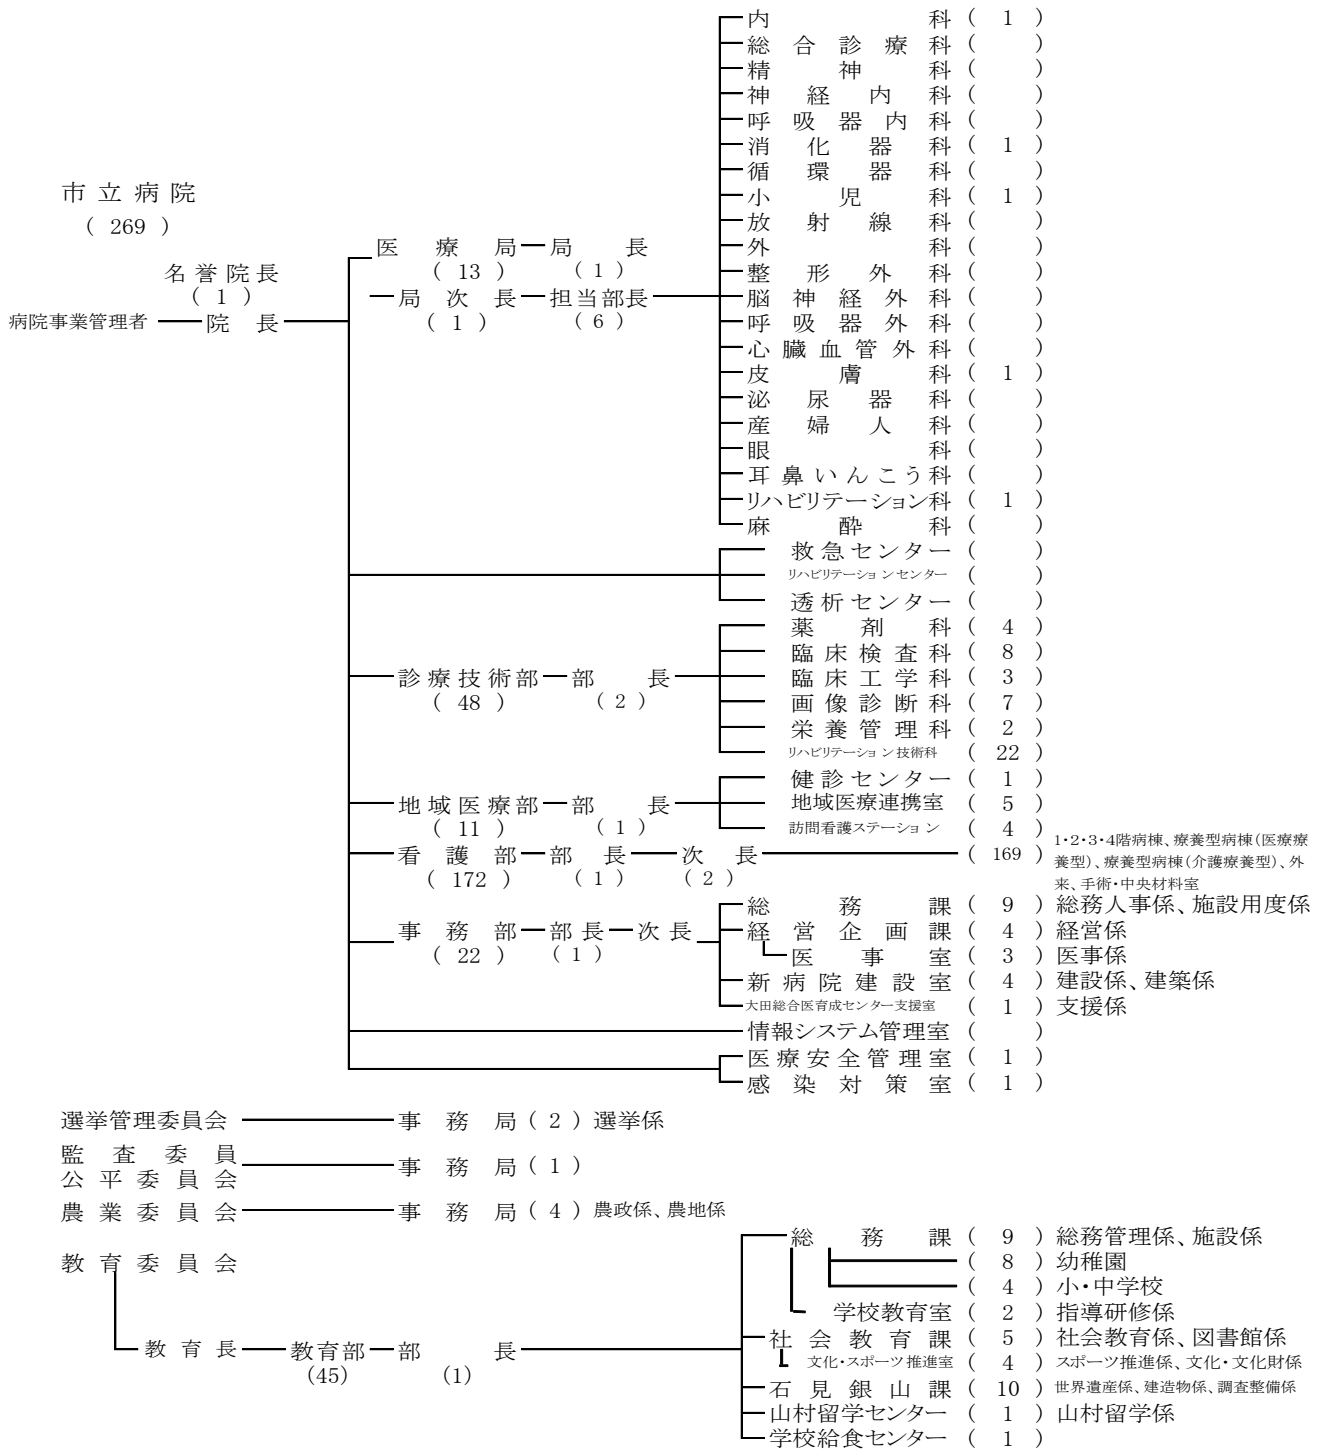 内科 ( 1 )
総合診療科 ( )
精神科 ( )
神経内科 ( )
呼吸器内科 ( )
消化器科 ( 1 )
循環器科 ( )
小児科 ( 1 )
放射線科 ( )
外科 ( )
整形外科 ( )
脳神経外科 ( )
呼吸器外科 ( )
心臓血管外科 ( )
皮膚科 ( 1 )
泌尿器科 ( )
産婦人科 ( )
眼科 ( )
耳鼻いんこう科 ( )
リハビリテーション科 ( 1 )
麻酔科 ( )
市立病院
( 269 )
医療局 局長
( 13 ) ( 1 )
名誉院長
( 1 )
局次長 担当部長
( 1 ) ( 6 )
病院事業管理者 院長
救急センター ( )
リハビリテーションセンター ( )
透析センター ( )
薬剤科 ( 4 )
臨床検査科 ( 8 )
診療技術部 部長 臨床工学科 ( 3 )
( 48 ) ( 2 ) 画像診断科 ( 7 )
栄養管理科 ( 2 )
リハビリテーション技術科 ( 22 )
健診センター ( 1 )
地域医療部 部長 地域医療連携室 ( 5 )
( 11 ) ( 1 ) 訪問看護ステーション ( 4 )
看護部 部長 次長 ( 169 )
( 172 ) ( 1 ) ( 2 )
1・2・3・4階病棟、療養型病棟(医療療
養型)、療養型病棟(介護療養型)、外
来、手術・中央材料室
総務課 ( 9 ) 総務人事係、施設用度係
事務部 部長 次長 経営企画課 ( 4 ) 経営係
( 22 ) ( 1 ) 医事室 ( 3 ) 医事係
新病院建設室 ( 4 ) 建設係、建築係
大田総合医育成センター支援室 ( 1 ) 支援係
情報システム管理室 ( )
医療安全管理室 ( 1 )
感染対策室 ( 1 )
選挙管理委員会 事務局 ( 2 ) 選挙係
監査委員
公平委員会 事務局 ( 1 )
農業委員会 事務局 ( 4 ) 農政係、農地係
教育委員会
総務課 ( 9 ) 総務管理係、施設係
( 8 ) 幼稚園
( 4 ) 小・中学校
学校教育室 ( 2 ) 指導研修係
教育長 教育部 部長 社会教育課 ( 5 ) 社会教育係、図書館係
(45) (1) 文化・スポーツ推進室 ( 4 ) スポーツ推進係、文化・文化財係
石見銀山課 ( 10 ) 世界遺産係、建造物係、調査整備係
山村留学センター ( 1 ) 山村留学係
学校給食センター ( 1 )